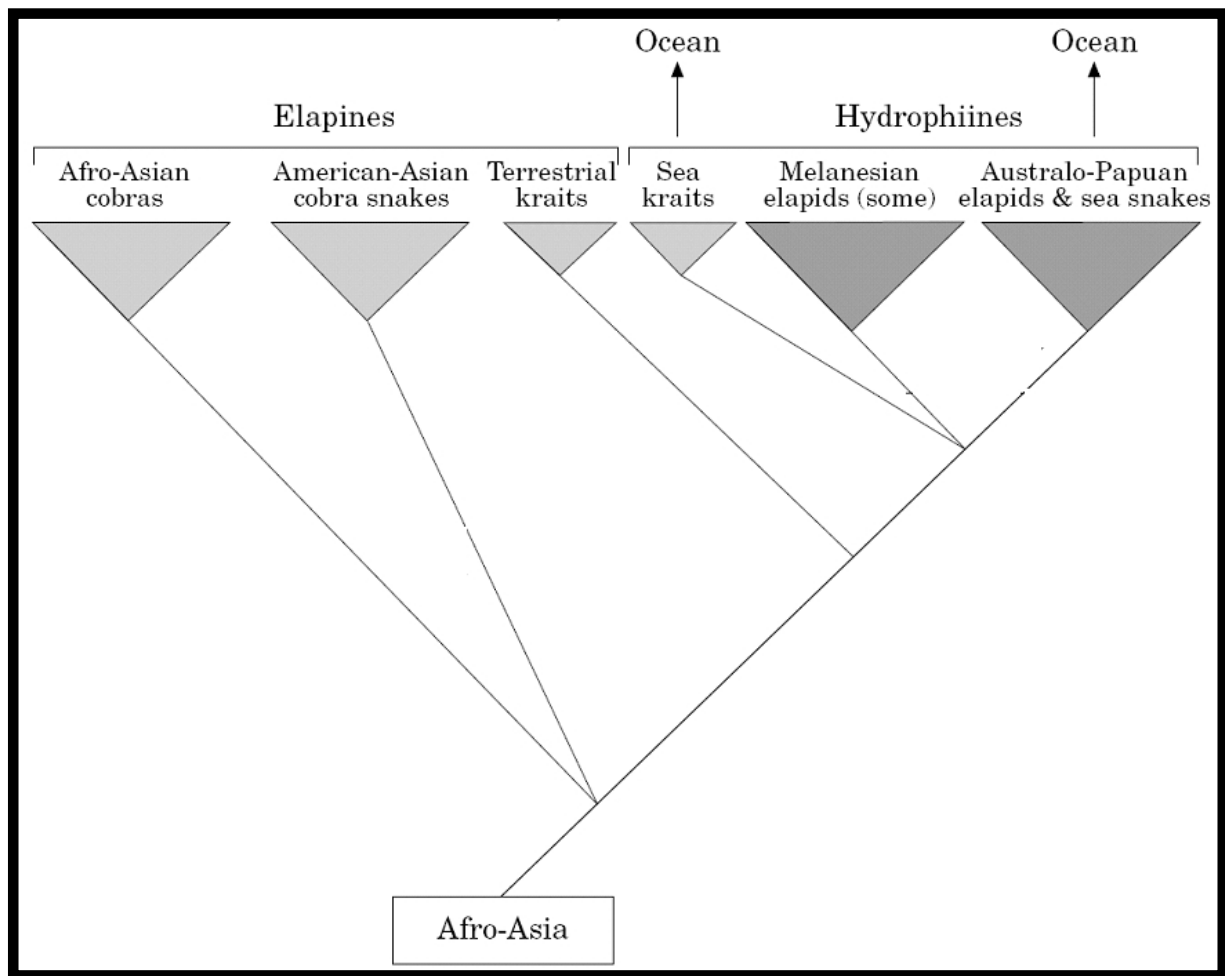 Ocean
Ocean
Elapines
Hydrophiines
Afro-Asian
cobras
American-Asian
cobra snakes
Terrestrial
kraits
Sea
kraits
Melanesian
elapids (some)
Australo-Papuan
elapids & sea snakes
Afro-Asia